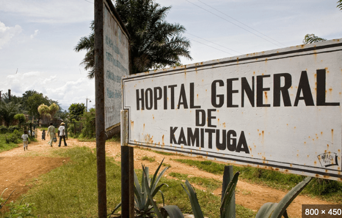 HOPITAL GENERAL
DE
KAMITUGA
800 × 450